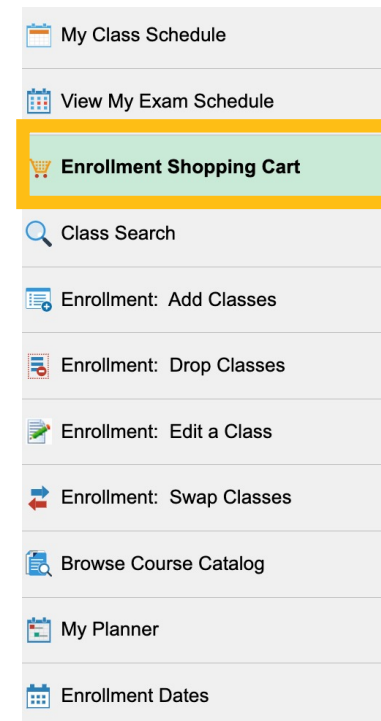 My Class Schedule
View My Exam Schedule
Enrollment Shopping Cart
Class Search
Enrollment:  Add Classes
Enrollment:  Drop Classes
Enrollment:  Edit a Class
Enrollment:  Swap Classes
Browse Course Catalog
My Planner
Enrollment Dates